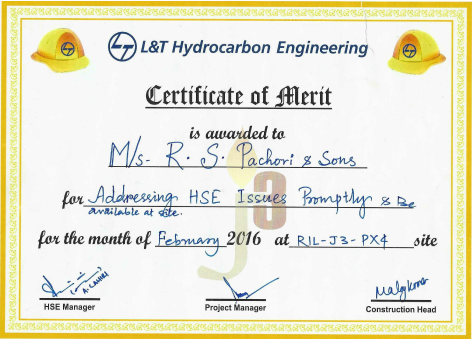 L&T Hydrocarbon Engineering
Certificate of Merit
is awarded to
M/s- R. S. Pachori & Sons
for Addressing HSE Issues Promptly & Be
available at site.
for the month of February 2016 at RIL-J3-PX4 site
J3
(A. LAHIRI)
HSE Manager
Project Manager
Construction Head